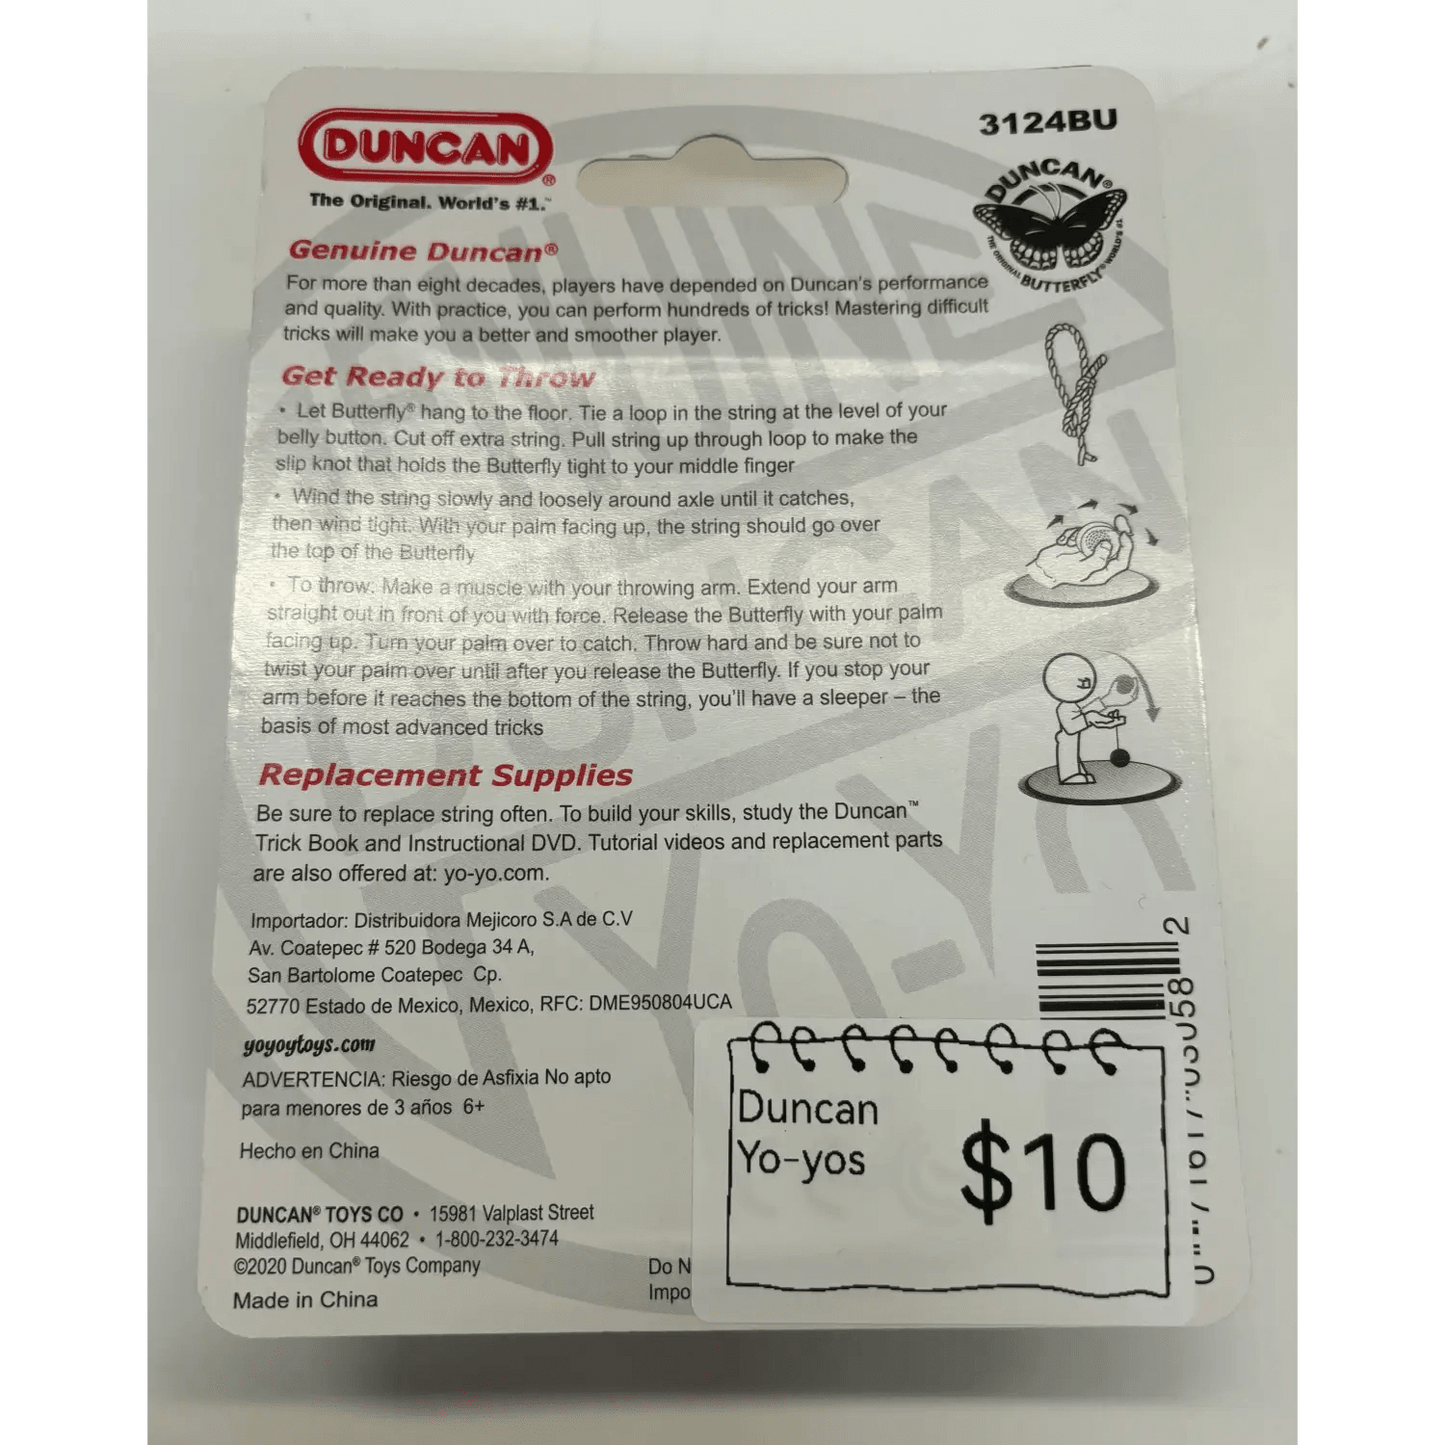 DUNCAN®
The Original. World's #1.™
3124BU
DUNCAN®
THE ORIGINAL WORLD'S #1
BUTTERFLY®
Genuine Duncan®
For more than eight decades, players have depended on Duncan's performance
and quality. With practice, you can perform hundreds of tricks! Mastering difficult
tricks will make you a better and smoother player.
Get Ready to Throw
• Let Butterfly® hang to the floor. Tie a loop in the string at the level of your
belly button. Cut off extra string. Pull string up through loop to make the
slip knot that holds the Butterfly tight to your middle finger
• Wind the string slowly and loosely around axle until it catches,
then wind tight. With your palm facing up, the string should go over
the top of the Butterfly
• To throw: Make a muscle with your throwing arm. Extend your arm
straight out in front of you with force. Release the Butterfly with your palm
facing up. Turn your palm over to catch. Throw hard and be sure not to
twist your palm over until after you release the Butterfly. If you stop your
arm before it reaches the bottom of the string, you'll have a sleeper – the
basis of most advanced tricks
Replacement Supplies
Be sure to replace string often. To build your skills, study the Duncan™
Trick Book and Instructional DVD. Tutorial videos and replacement parts
are also offered at: yo-yo.com.
Importador: Distribuidora Mejicoro S.A de C.V
Av. Coatepec # 520 Bodega 34 A,
San Bartolome Coatepec Cp.
52770 Estado de Mexico, Mexico, RFC: DME950804UCA
yoyoytoys.com
ADVERTENCIA: Riesgo de Asfixia No apto
para menores de 3 años 6+
Hecho en China
DUNCAN® TOYS CO • 15981 Valplast Street
Middlefield, OH 44062 • 1-800-232-3474
©2020 Duncan® Toys Company
Made in China
Do N
Impo
Duncan
Yo-yos
$10
GENUINE
DUNCAN
YO-YO